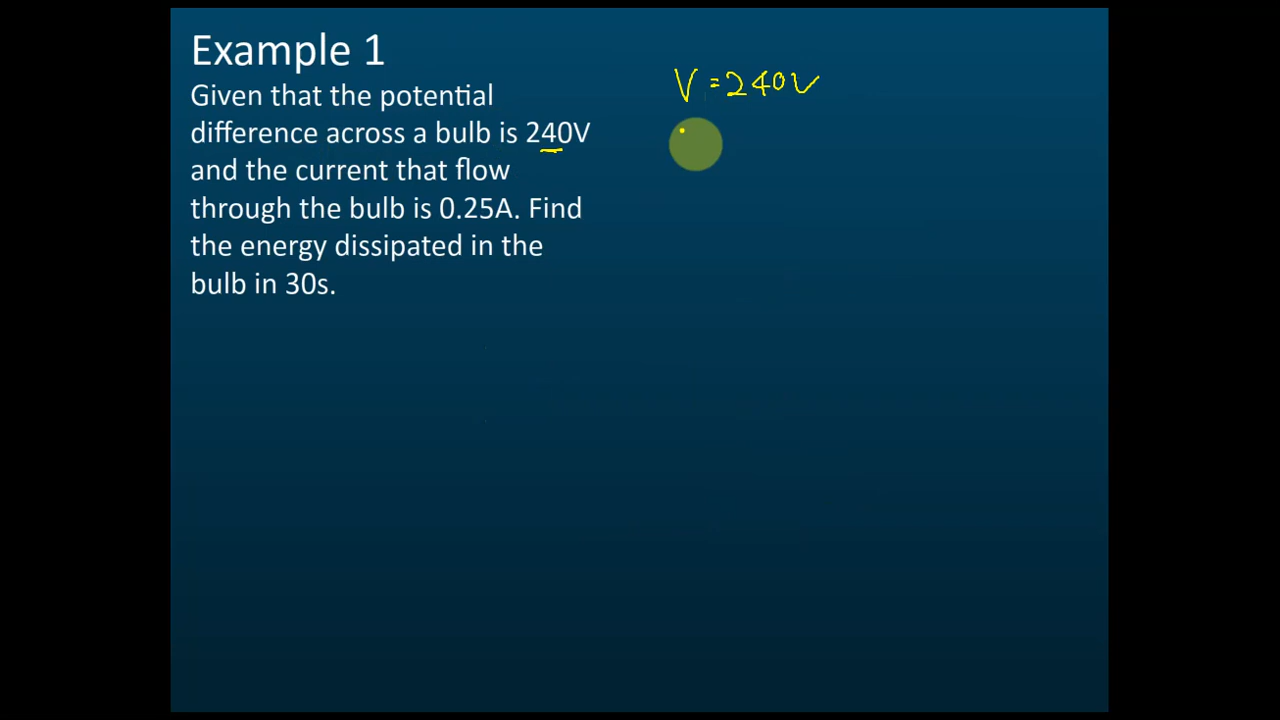 Example 1
Given that the potential
difference across a bulb is 240V
and the current that flow
through the bulb is 0.25A. Find
the energy dissipated in the
bulb in 30s.
V = 240V